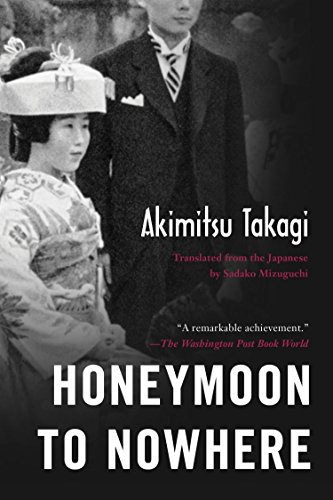 Akimitsu Takagi
Translated from the Japanese
by Sadako Mizuguchi
“A remarkable achievement.”
—The Washington Post Book World
HONEYMOON
TO NOWHERE